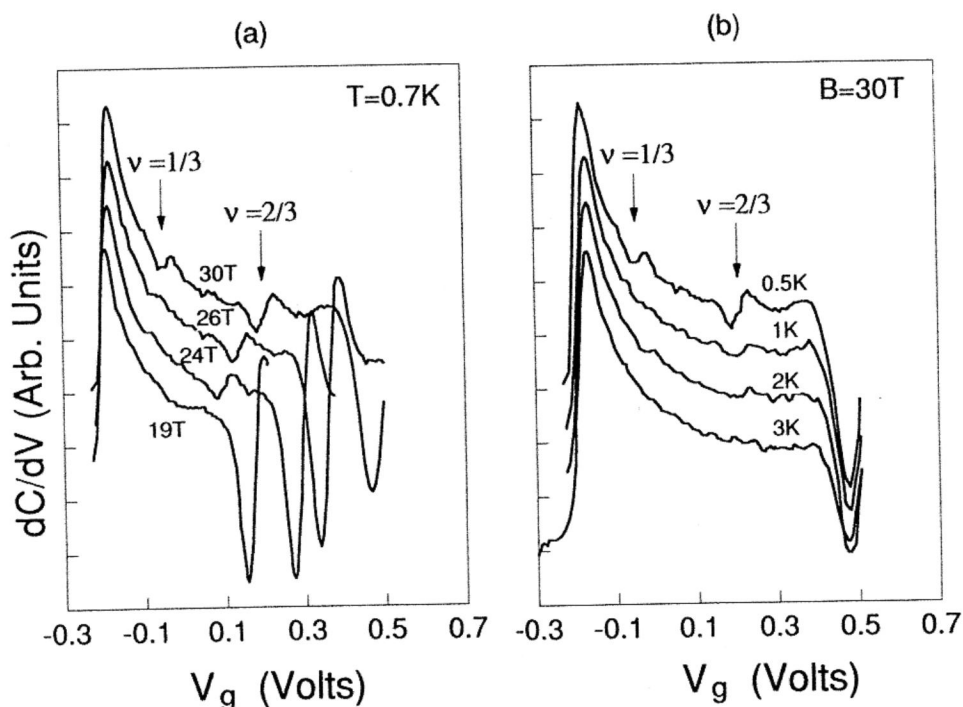 (a)
T=0.7K
ν =1/3
ν =2/3
30T
26T
24T
19T
dC/dV (Arb. Units)
-0.3 -0.1 0.1 0.3 0.5 0.7
Vg (Volts)
(b)
B=30T
ν =1/3
ν =2/3
0.5K
1K
2K
3K
-0.3 -0.1 0.1 0.3 0.5 0.7
Vg (Volts)